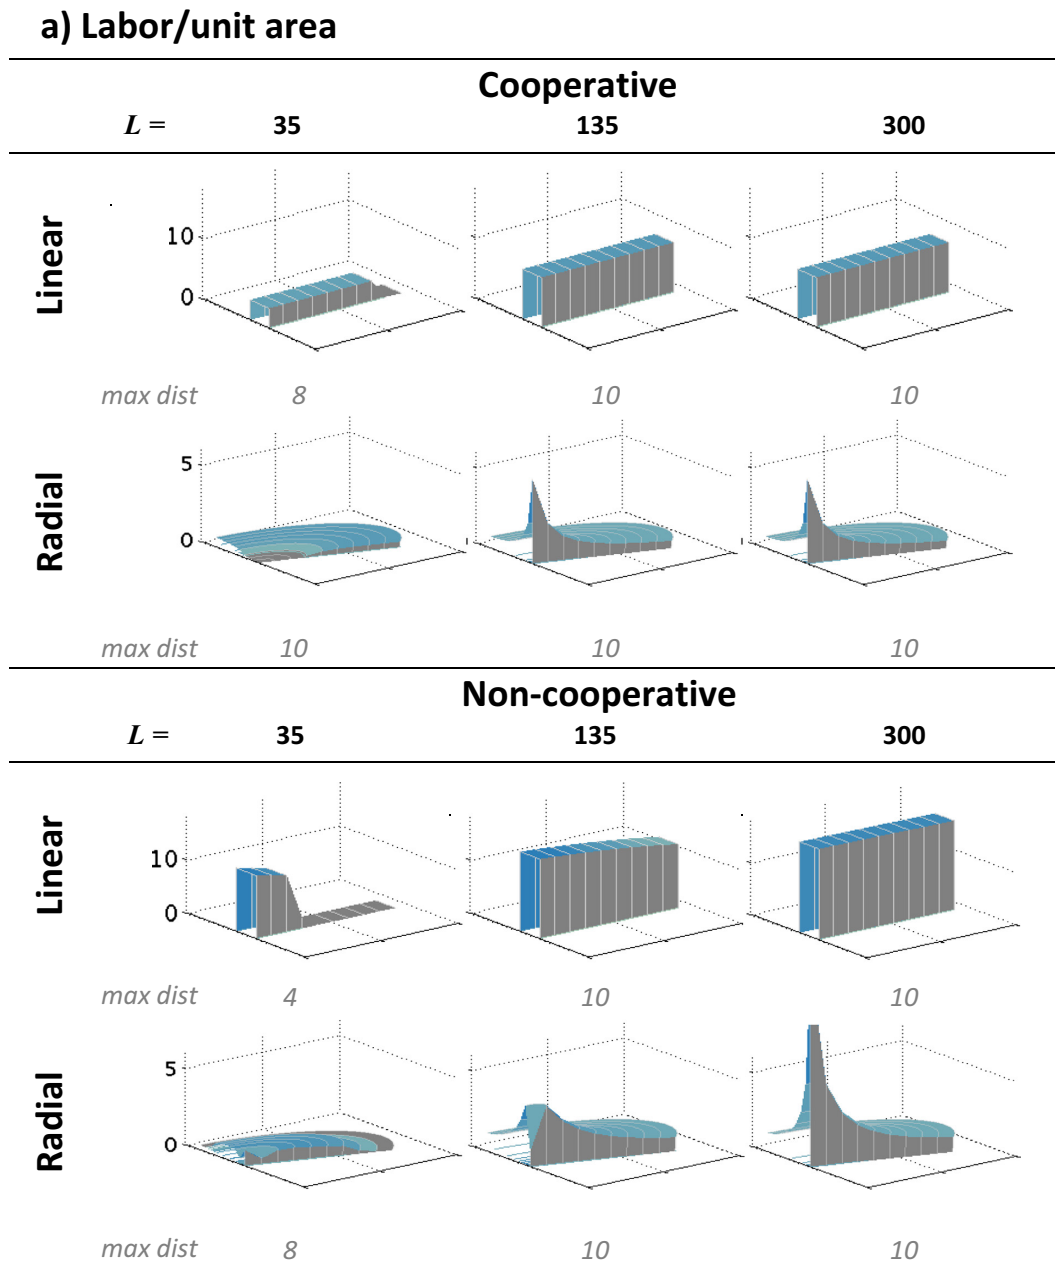 a) Labor/unit area
Cooperative
L = 35 135 300
Linear
10
0
max dist 8 10 10
Radial
5
0
max dist 10 10 10
Non-cooperative
L = 35 135 300
Linear
10
0
max dist 4 10 10
Radial
5
0
max dist 8 10 10